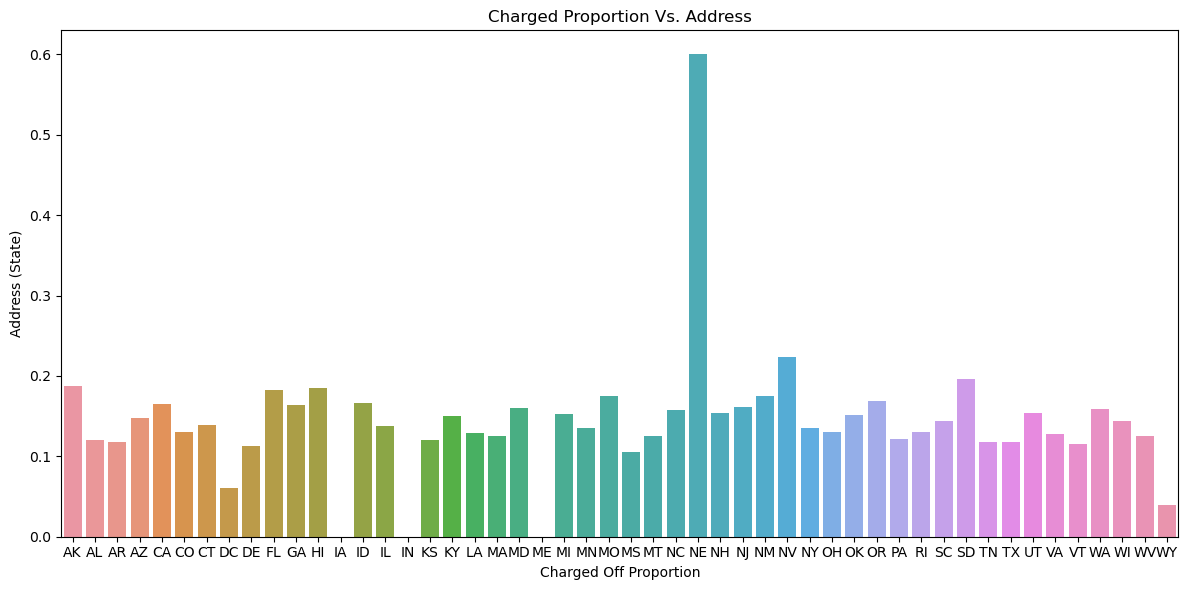 Charged Proportion Vs. Address
Address (State)
0.6
0.5
0.4
0.3
0.2
0.1
0.0
AK AL AR AZ CA CO CT DC DE FL GA HI IA ID IL IN KS KY LA MA MD ME MI MN MO MS MT NC NE NH NJ NM NV NY OH OK OR PA RI SC SD TN TX UT VA VT WA WI WV WY
Charged Off Proportion